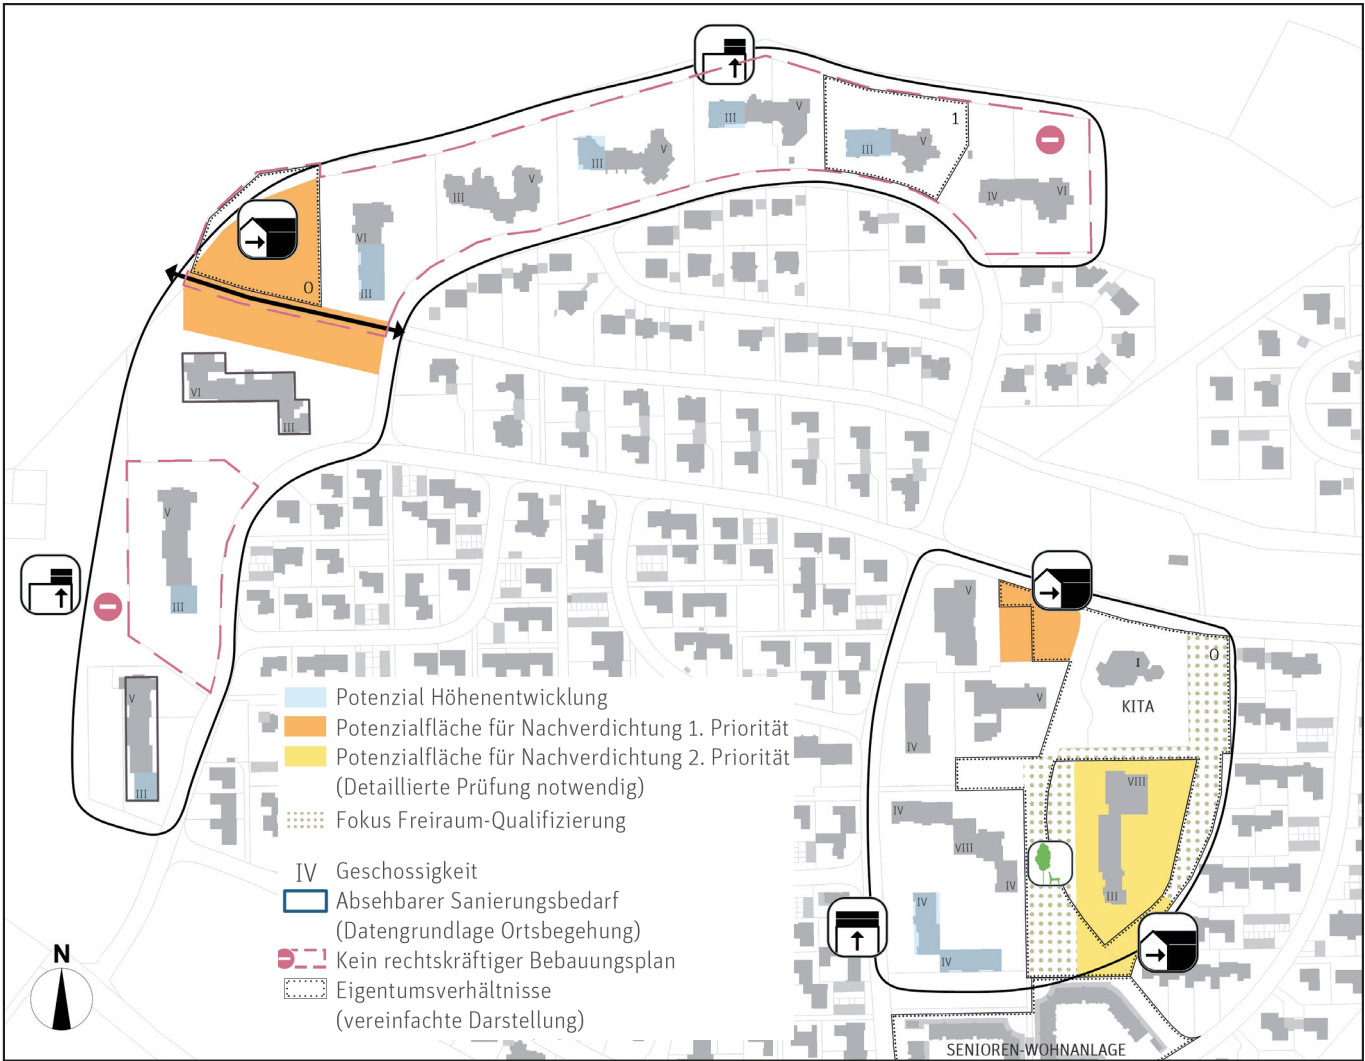 V
III
1
V
III
V
III
V
III
IV
VI
VI
III
O
VI
III
V
III
V
III
V
V
IV
I
KITA
O
VIII
III
IV
VIII
IV
IV
IV
SENIOREN-WOHNANLAGE
Potenzial Höhenentwicklung
Potenzialfläche für Nachverdichtung 1. Priorität
Potenzialfläche für Nachverdichtung 2. Priorität
(Detaillierte Prüfung notwendig)
Fokus Freiraum-Qualifizierung
IV Geschossigkeit
Absehbarer Sanierungsbedarf
(Datengrundlage Ortsbegehung)
Kein rechtskräftiger Bebauungsplan
Eigentumsverhältnisse
(vereinfachte Darstellung)
N